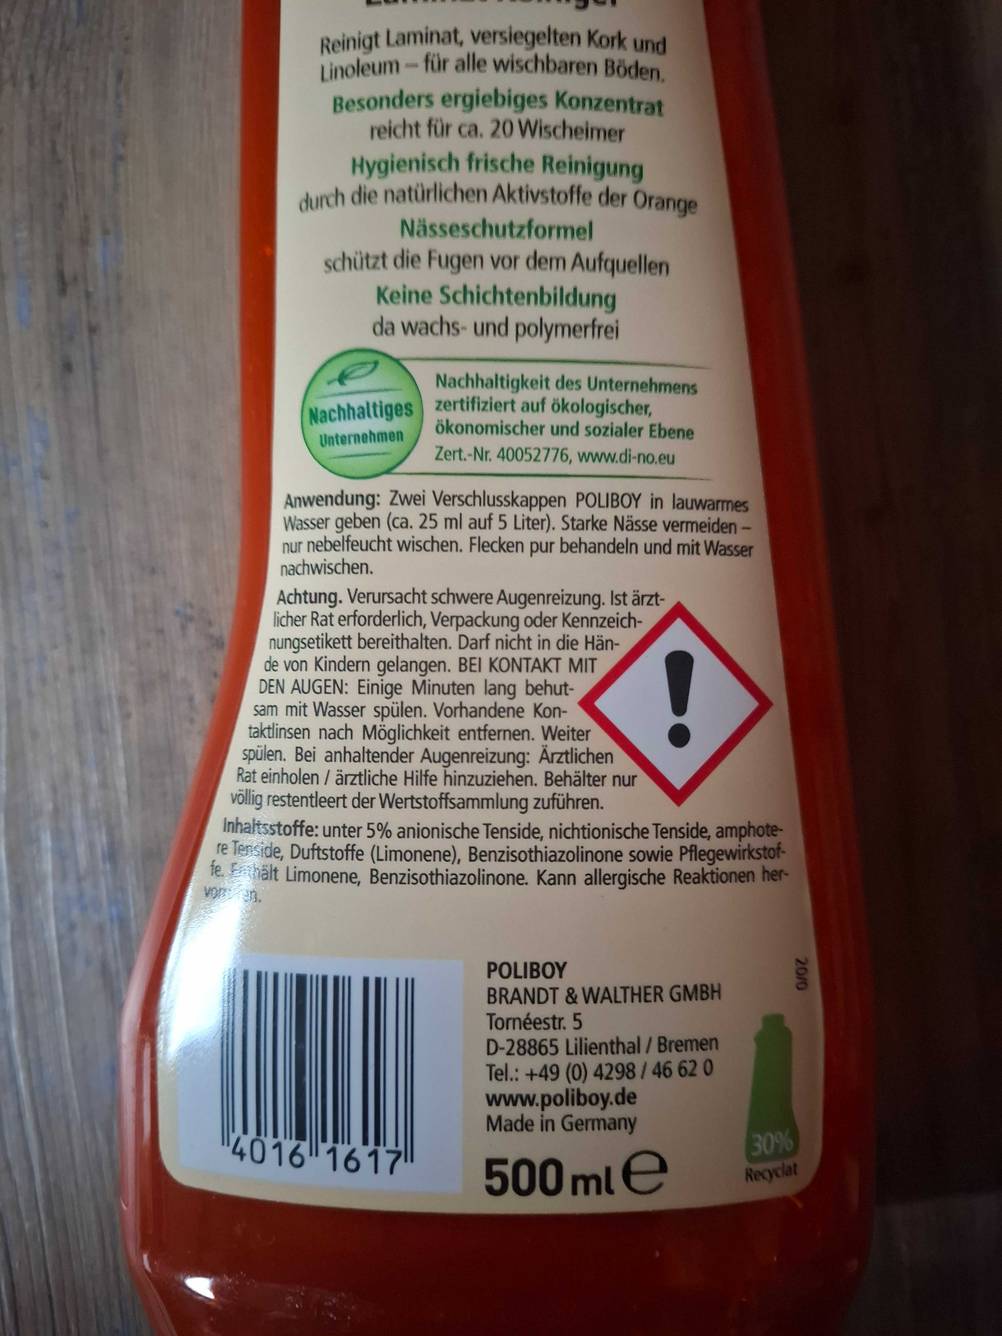 Reinigt Laminat, versiegelten Kork und
Linoleum – für alle wischbaren Böden.
Besonders ergiebiges Konzentrat
reicht für ca. 20 Wischeimer
Hygienisch frische Reinigung
durch die natürlichen Aktivstoffe der Orange
Nässeschutzformel
schützt die Fugen vor dem Aufquellen
Keine Schichtenbildung
da wachs- und polymerfrei
Nachhaltiges
Unternehmen
Nachhaltigkeit des Unternehmens
zertifiziert auf ökologischer,
ökonomischer und sozialer Ebene
Zert.-Nr. 40052776, www.di-no.eu
Anwendung: Zwei Verschlusskappen POLIBOY in lauwarmes
Wasser geben (ca. 25 ml auf 5 Liter). Starke Nässe vermeiden –
nur nebelfeucht wischen. Flecken pur behandeln und mit Wasser
nachwischen.
Achtung. Verursacht schwere Augenreizung. Ist ärzt-
licher Rat erforderlich, Verpackung oder Kennzeich-
nungsetikett bereithalten. Darf nicht in die Hän-
de von Kindern gelangen. BEI KONTAKT MIT
DEN AUGEN: Einige Minuten lang behut-
sam mit Wasser spülen. Vorhandene Kon-
taktlinsen nach Möglichkeit entfernen. Weiter
spülen. Bei anhaltender Augenreizung: Ärztlichen
Rat einholen / ärztliche Hilfe hinzuziehen. Behälter nur
völlig restentleert der Wertstoffsammlung zuführen.
Inhaltsstoffe: unter 5% anionische Tenside, nichtionische Tenside, amphote-
re Tenside, Duftstoffe (Limonene), Benzisothiazolinone sowie Pflegewirkstof-
fe. Enthält Limonene, Benzisothiazolinone. Kann allergische Reaktionen her-
POLIBOY
BRANDT & WALTHER GMBH
Tornéestr. 5
D-28865 Lilienthal / Bremen
Tel.: +49 (0) 4298 / 46 62 0
www.poliboy.de
Made in Germany
500 ml e
4016 1617
20/0
30%
Recyclat